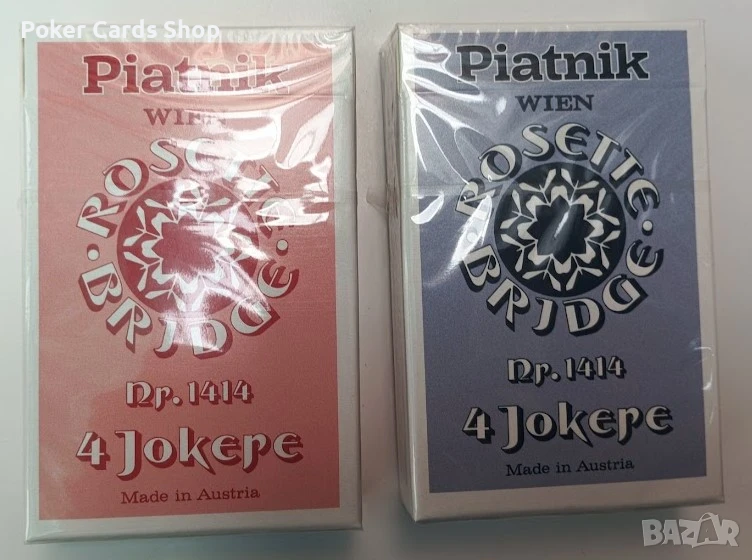 Poker Cards Shop
Piatnik
WIEN
ROSETTE · BRIDGE ·
Nr. 1414
4 Jokere
Made in Austria
Piatnik
WIEN
ROSETTE · BRIDGE ·
Nr. 1414
4 Jokere
Made in Austria
BAZAR